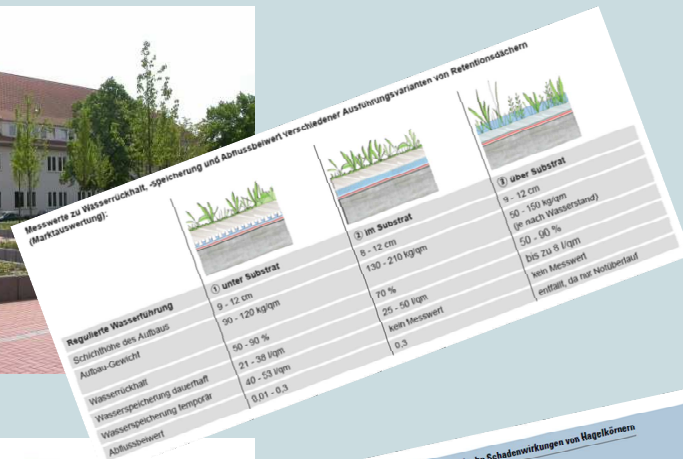 Messwerte zu Wasserrückhalt, -speicherung und Abflussbeiwert verschiedener Ausführungsvarianten von Retentionsdächern
(Marktauswertung):
Regulierte Wasserführung ① unter Substrat ② im Substrat ③ über Substrat
Schichthöhe des Aufbaus 9 - 12 cm 8 - 12 cm 9 - 12 cm
Aufbau-Gewicht 90 - 120 kg/qm 130 - 210 kg/qm 50 - 150 kg/qm
(je nach Wasserstand)
Wasserrückhalt 50 - 90 % 70 % 50 - 90 %
Wasserspeicherung dauerhaft 21 - 38 l/qm 25 - 50 l/qm bis zu 8 l/qm
Wasserspeicherung temporär 40 - 53 l/qm kein Messwert kein Messwert
Abflussbeiwert 0,01 - 0,3 0,3 entfällt, da nur Notüberlauf
Schadenwirkungen von Hagelkörnern